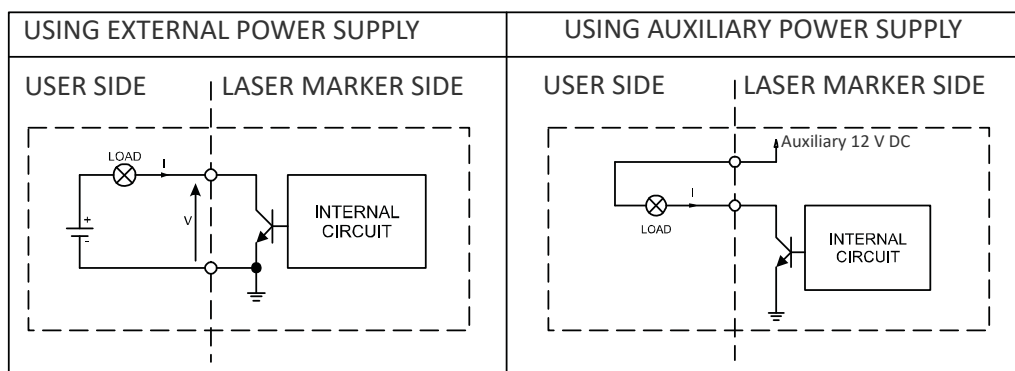 USING EXTERNAL POWER SUPPLY
USING AUXILIARY POWER SUPPLY
USER SIDE
LASER MARKER SIDE
LOAD
I
+
-
V
INTERNAL
CIRCUIT
USER SIDE
LASER MARKER SIDE
Auxiliary 12 V DC
I
LOAD
INTERNAL
CIRCUIT